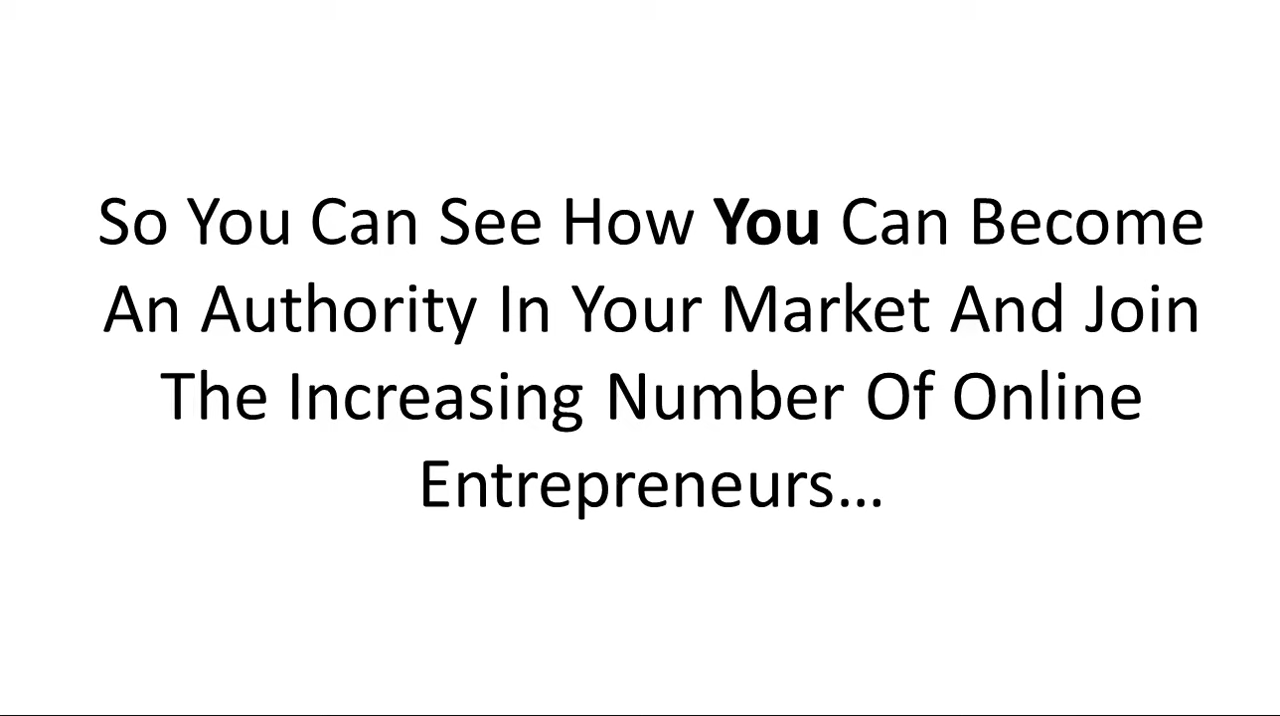 So You Can See How You Can Become
An Authority In Your Market And Join
The Increasing Number Of Online
Entrepreneurs…